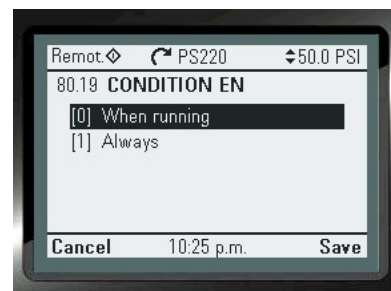 Remot. PS220 50.0 PSI
80.19 CONDITION EN
[0] When running
[1] Always
Cancel 10:25 p.m. Save